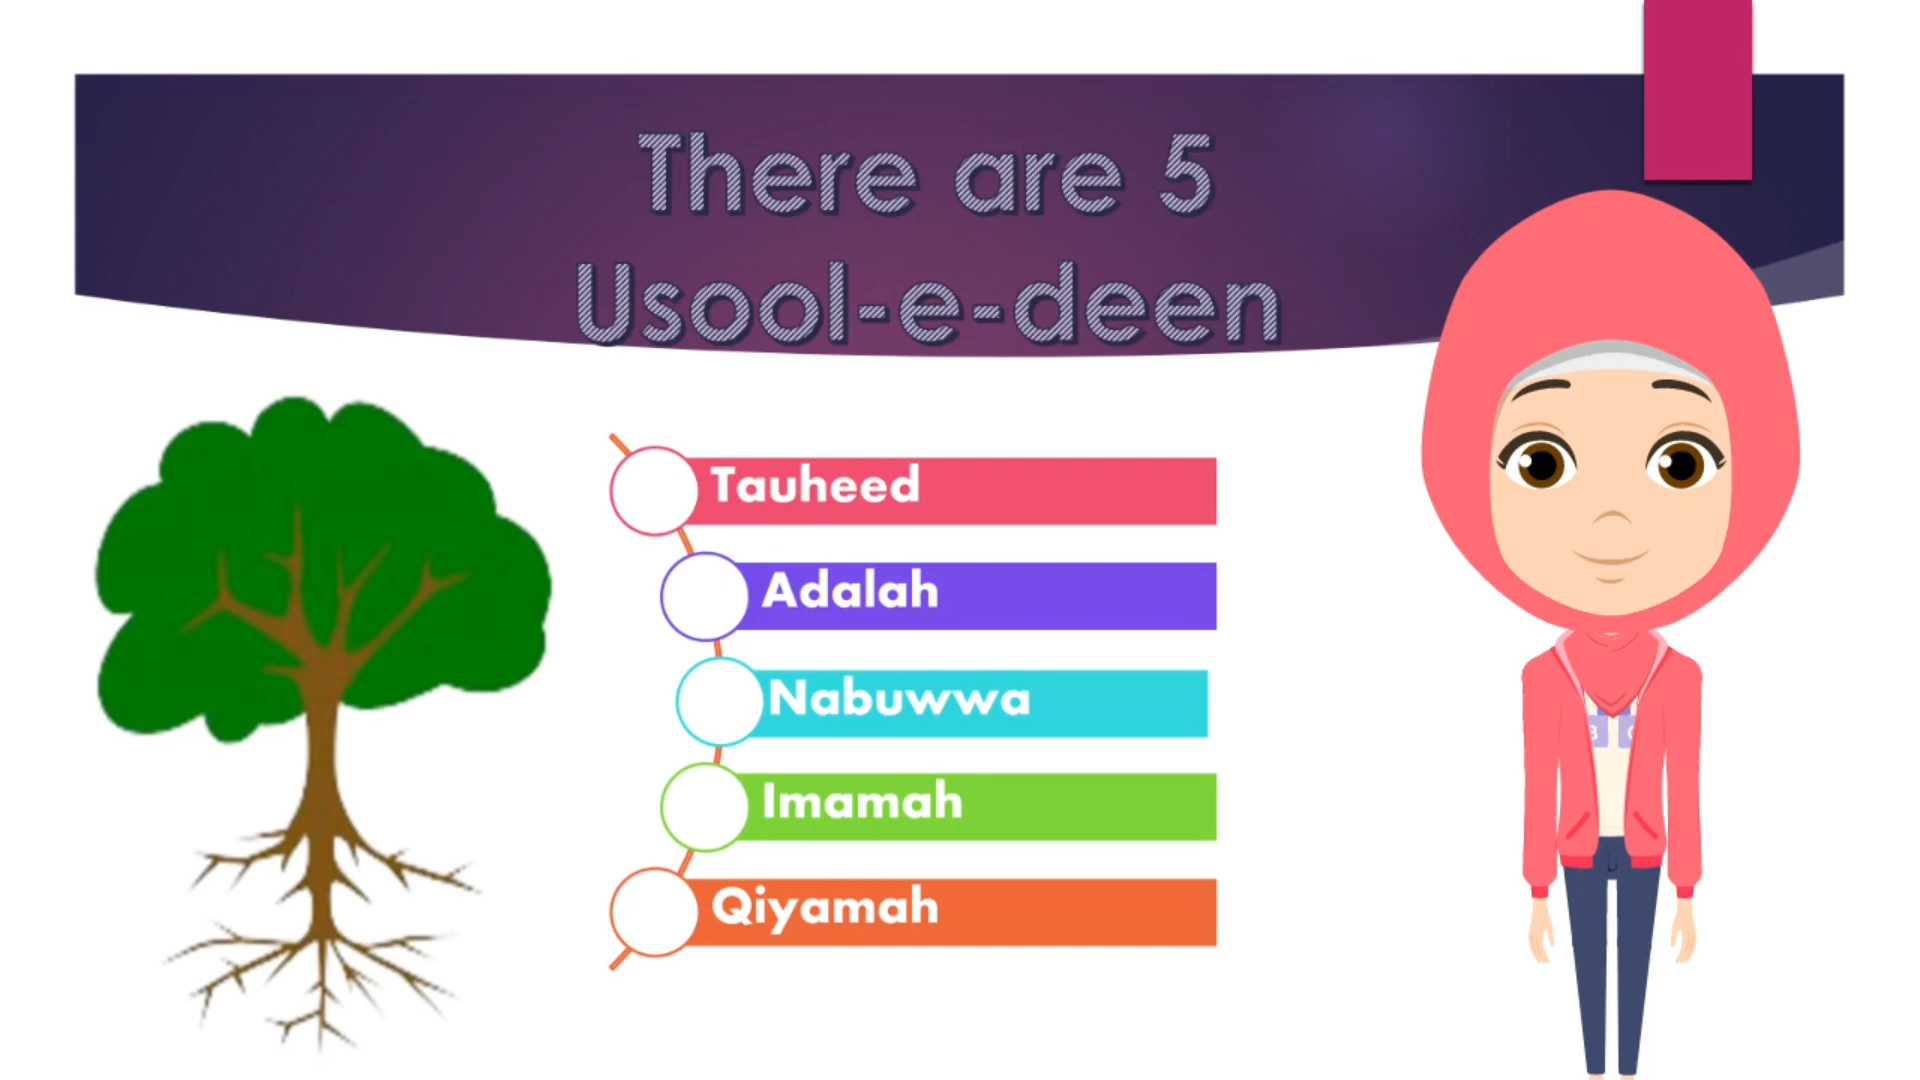 There are 5
Usool-e-deen
Tauheed
Adalah
Nabuwwa
Imamah
Qiyamah